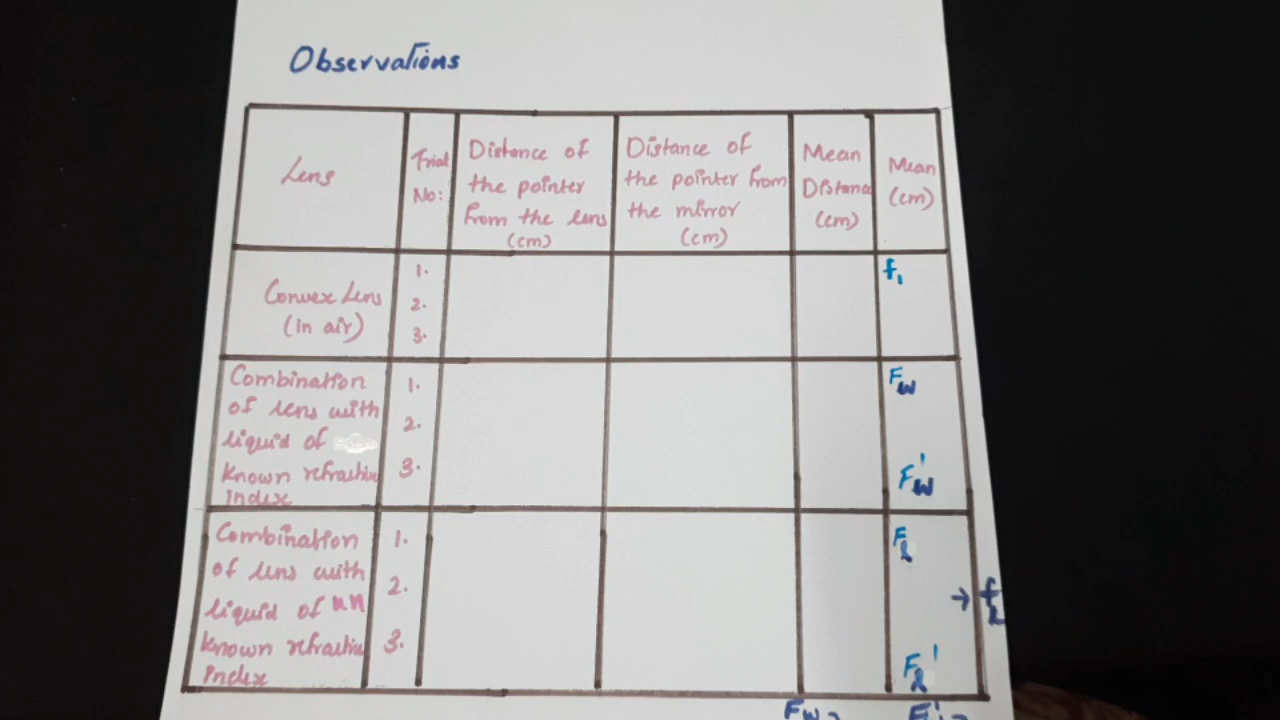 Observations
Lens
Trial
No:
Distance of
the pointer
from the lens
(cm)
Distance of
the pointer from
the mirror
(cm)
Mean
Distance
(cm)
Mean
(cm)
Convex Lens
(in air)
1.
2.
3.
f1
Combination
of lens with
liquid of
known refractive
index
1.
2.
3.
Fw
F'w
Combination
of lens with
liquid of un
known refractive
index
1.
2.
3.
Fl
→ fl
Fl'
Fw